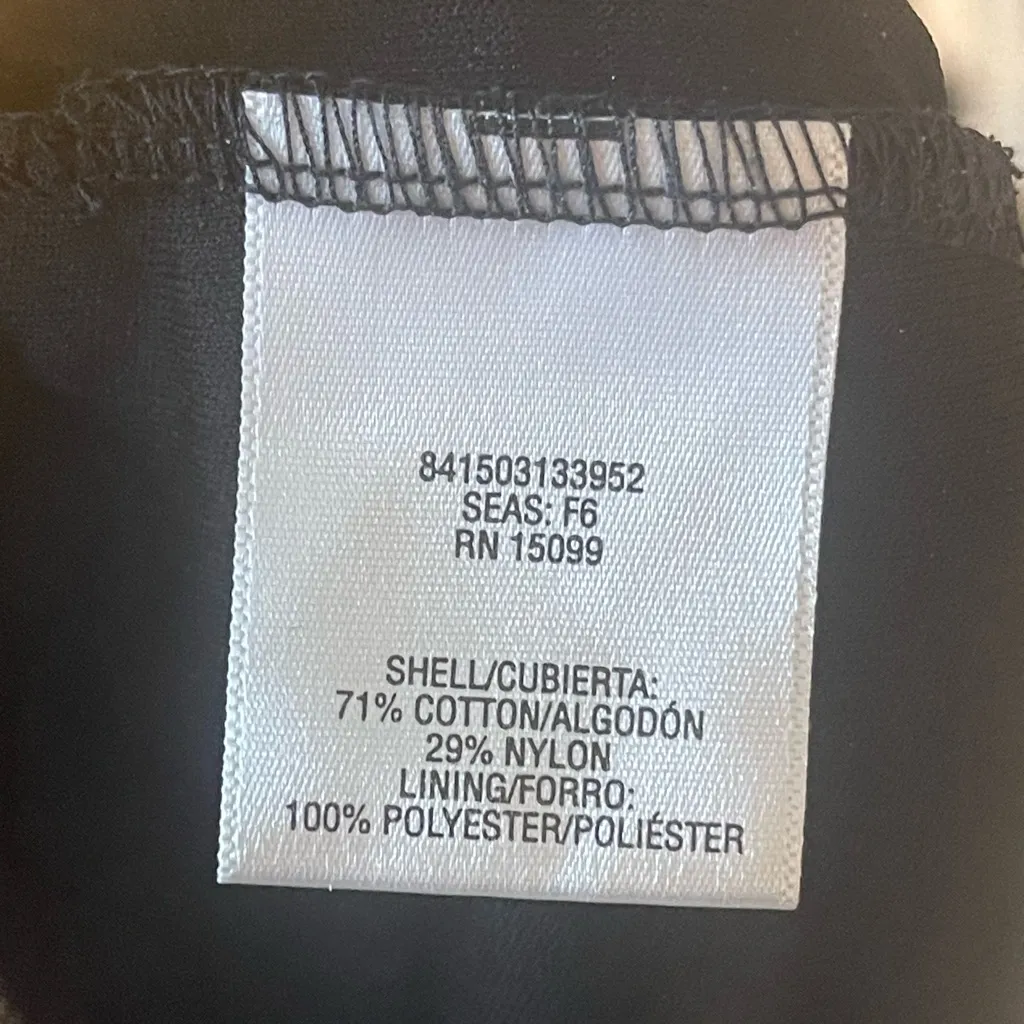 841503133952
SEAS: F6
RN 15099
SHELL/CUBIERTA:
71% COTTON/ALGODÓN
29% NYLON
LINING/FORRO:
100% POLYESTER/POLIÉSTER